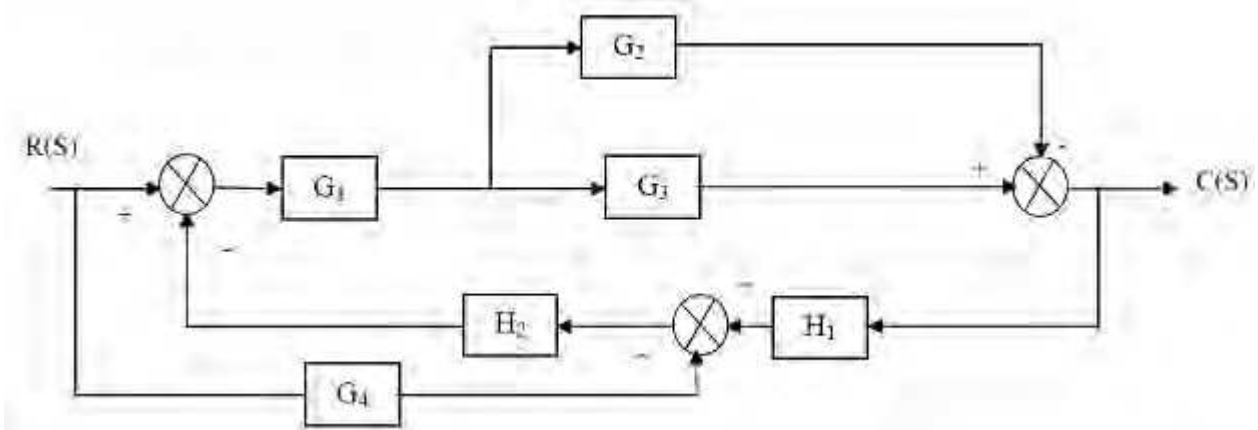 G₂
R(S)
G₁
G₃
+
-
C(S)
+
-
H₂
H₁
-
G₄